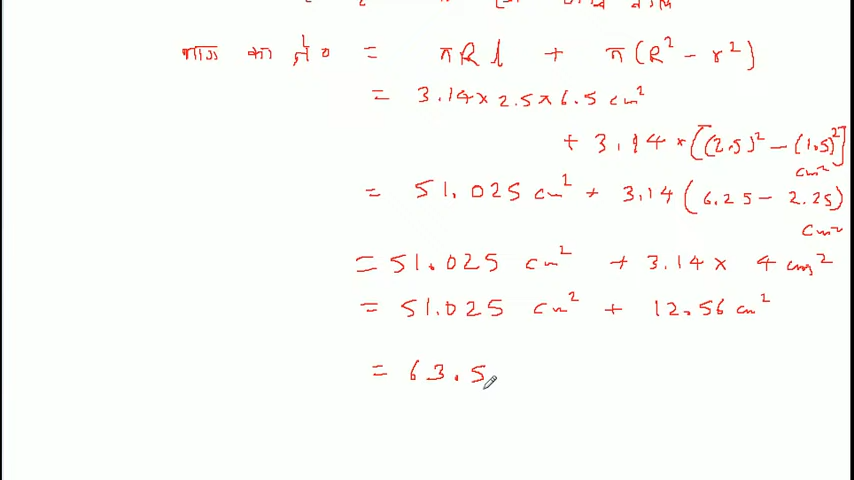 भाग का क्षे० = πRl + π(R² - r²)
= 3.14 x 2.5 x 6.5 cm²
+ 3.14 x [(2.5)² - (1.5)²] cm²
= 51.025 cm² + 3.14 (6.25 - 2.25) cm²
= 51.025 cm² + 3.14 x 4 cm²
= 51.025 cm² + 12.56 cm²
= 63.5